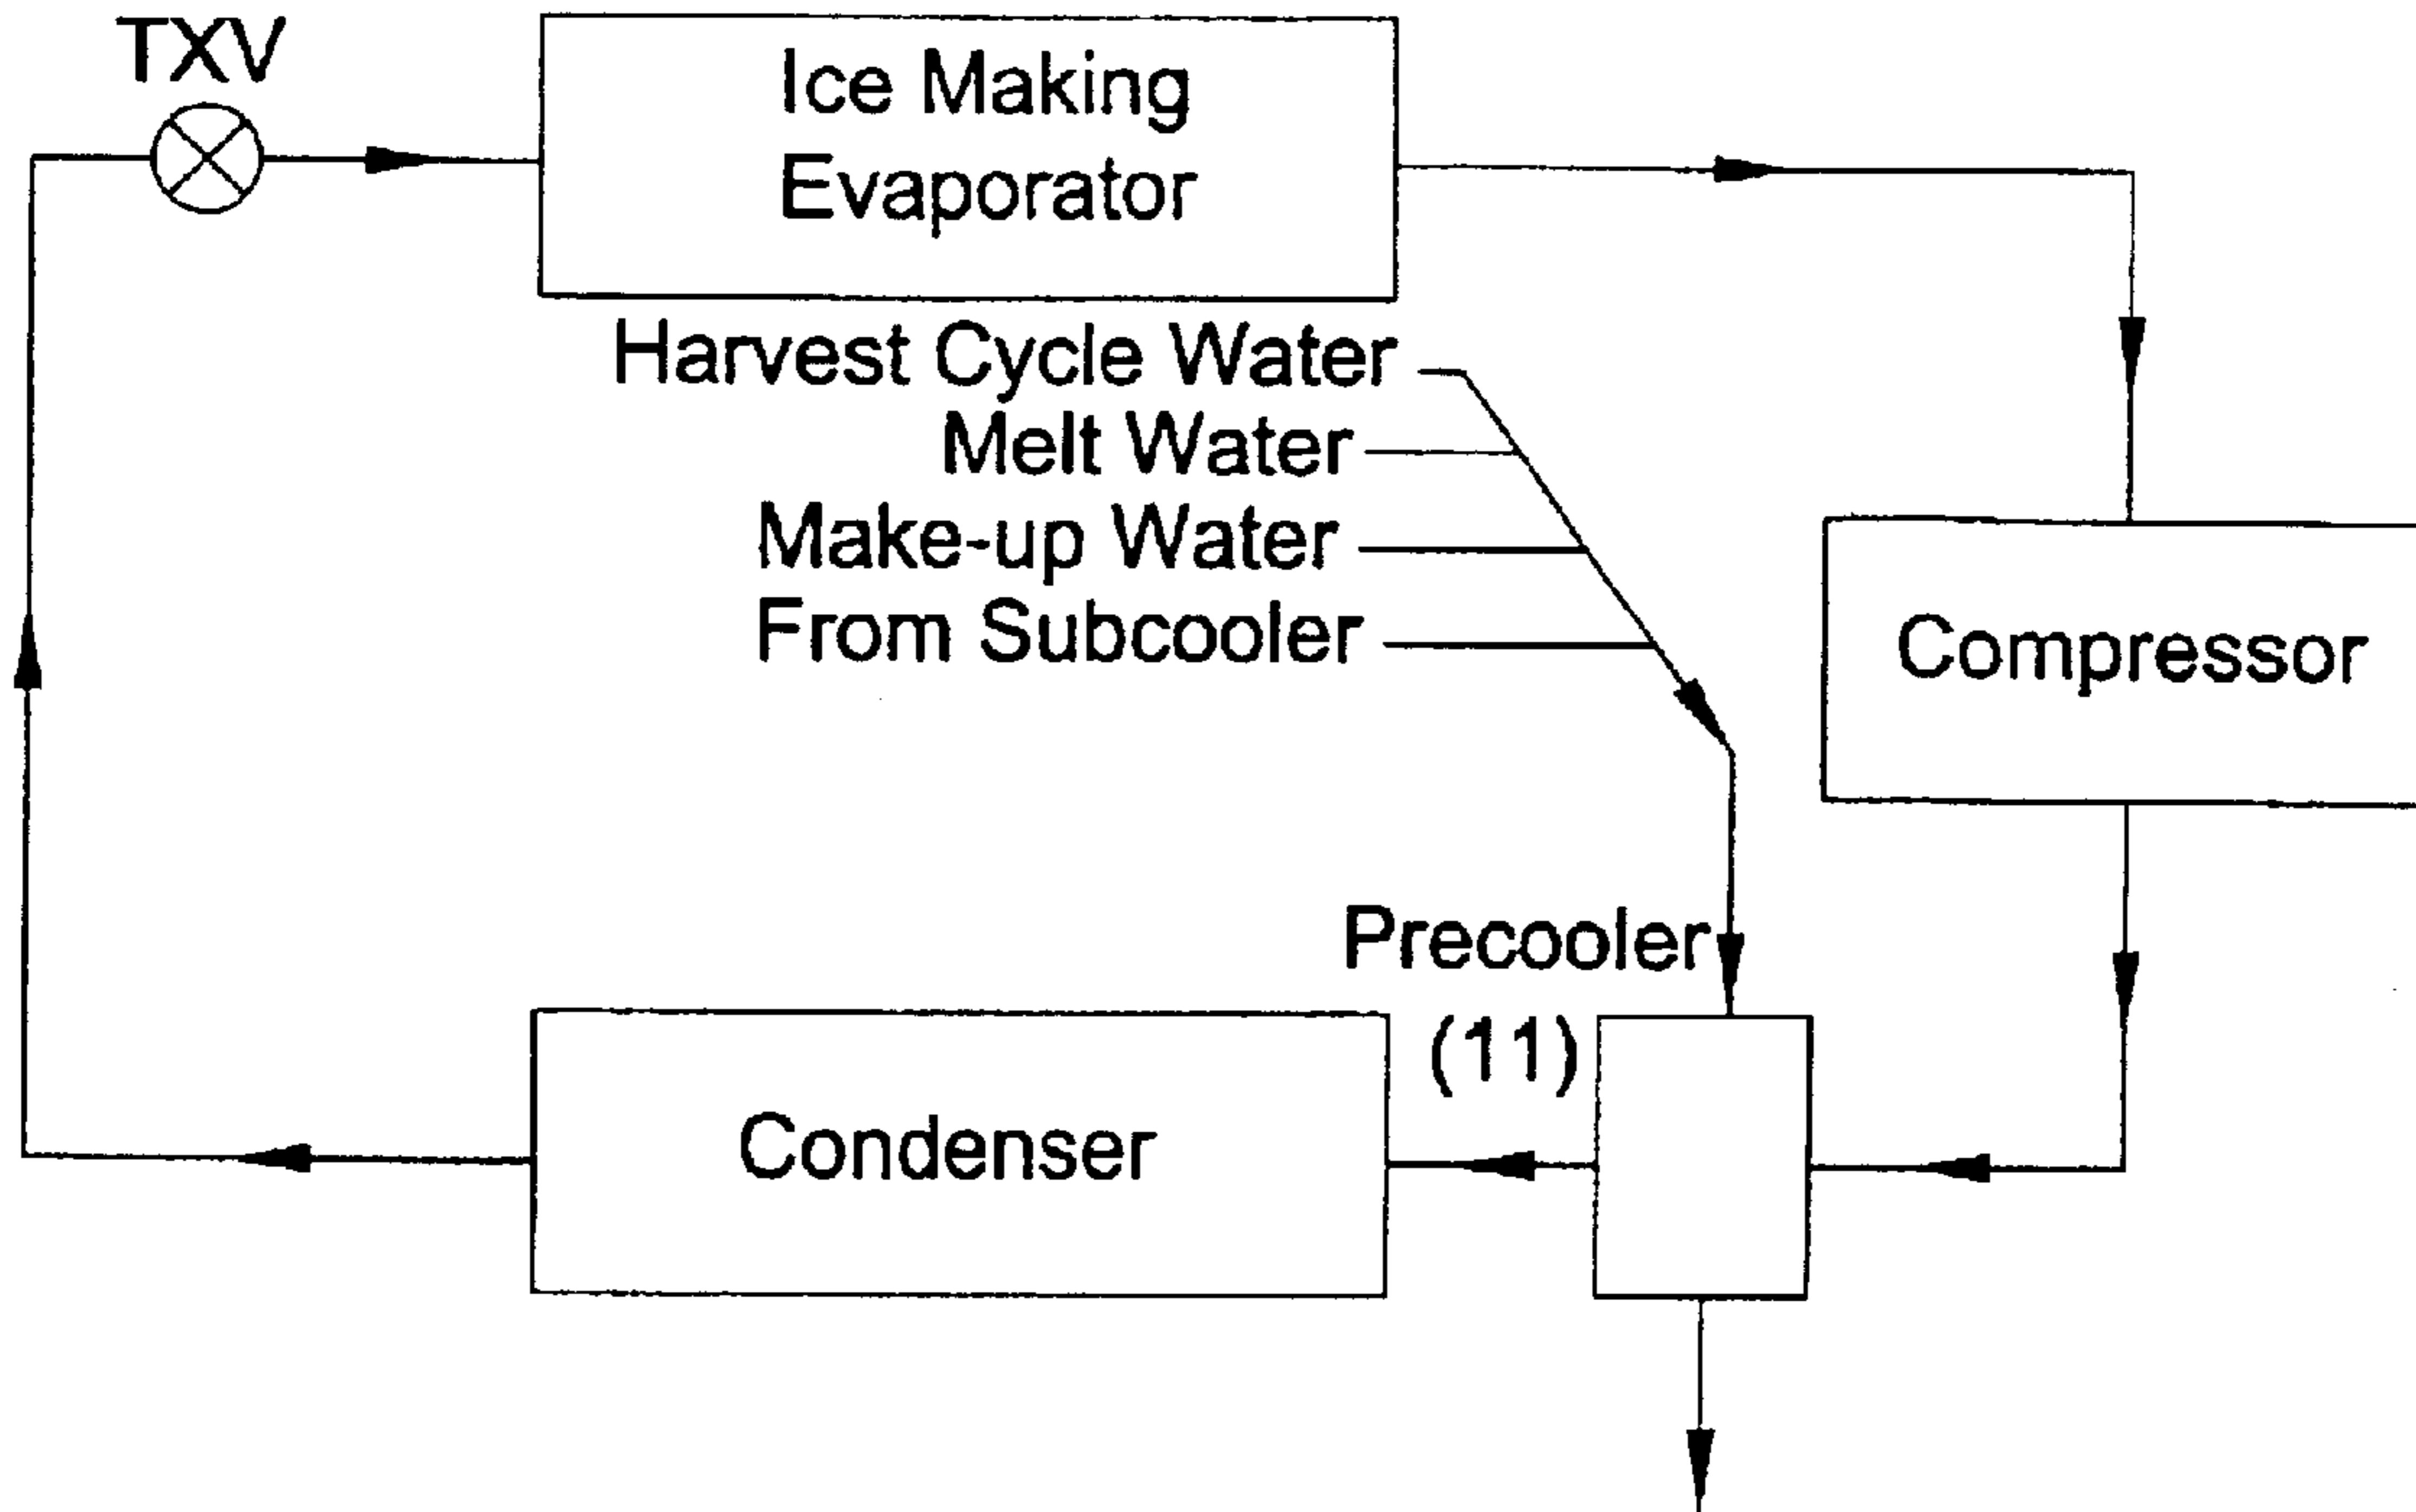 TXV
Ice Making
Evaporator
Harvest Cycle Water
Melt Water
Make-up Water
From Subcooler
Compressor
Precooler
(11)
Condenser